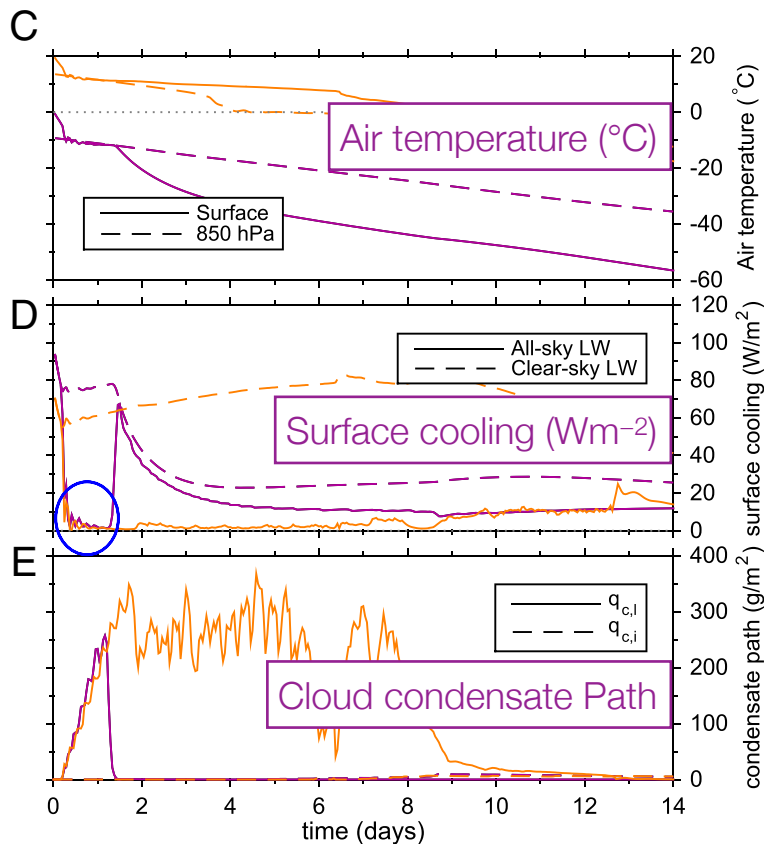 C
20
0
-20
-40
-60
Air temperature (°C)
Air temperature (°C)
Surface
850 hPa
D
120
100
80
60
40
20
0
surface cooling (W/m²)
All-sky LW
Clear-sky LW
Surface cooling (Wm⁻²)
E
400
300
200
100
0
condensate path (g/m²)
q_c,l
q_c,i
Cloud condensate Path
0 2 4 6 8 10 12 14
time (days)